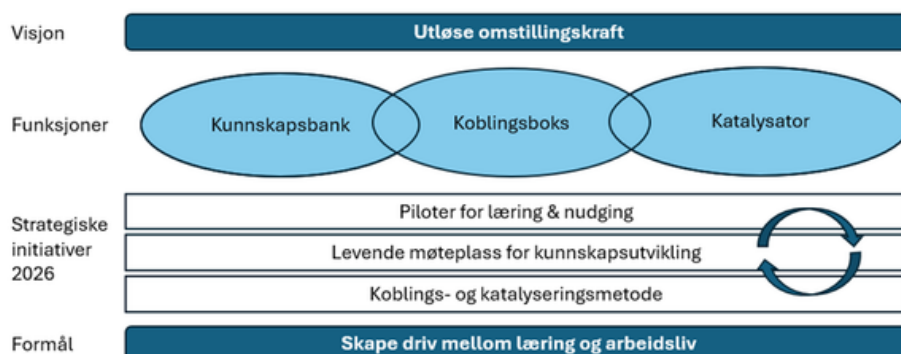 Visjon
Utløse omstillingskraft
Funksjoner
Kunnskapsbank
Koblingsboks
Katalysator
Strategiske
initiativer
2026
Piloter for læring & nudging
Levende møteplass for kunnskapsutvikling
Koblings- og katalyseringsmetode
Formål
Skape driv mellom læring og arbeidsliv